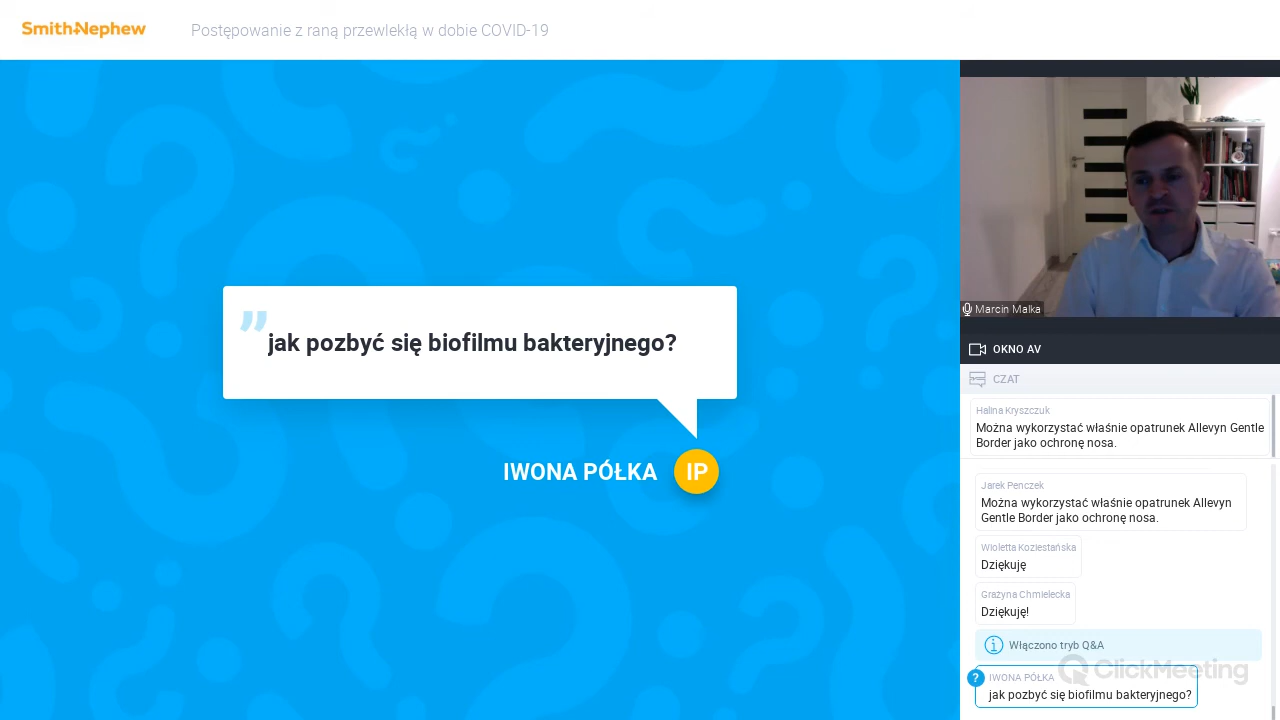 Smith+Nephew
Postępowanie z raną przewlekłą w dobie COVID-19
jak pozbyć się biofilmu bakteryjnego?
IWONA PÓŁKA
IP
Marcin Malka
OKNO AV
CZAT
Halina Kryszczuk
Można wykorzystać właśnie opatrunek Allevyn Gentle
Border jako ochronę nosa.
Jarek Penczek
Można wykorzystać właśnie opatrunek Allevyn
Gentle Border jako ochronę nosa.
Wioletta Koziestańska
Dziękuję
Grażyna Chmielecka
Dziękuję!
Włączono tryb Q&A
ClickMeeting
?
IWONA PÓŁKA
jak pozbyć się biofilmu bakteryjnego?